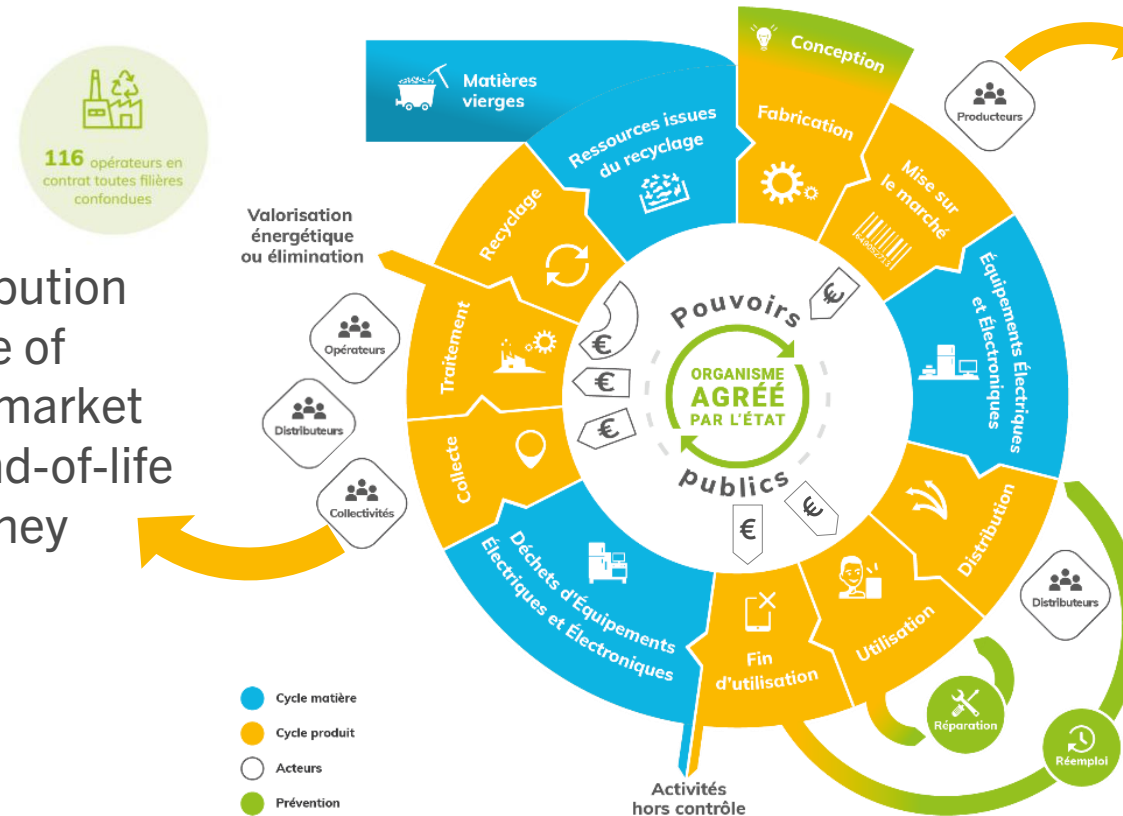 116 opérateurs en
contrat toutes filières
confondues
bution
e of
market
nd-of-life
ney
Matières
vierges
Ressources issues
du recyclage
Conception
Fabrication
Mise sur
le marché
Producteurs
Équipements Électriques
et Électroniques
Distribution
Distributeurs
Utilisation
Réparation
Réemploi
Fin
d'utilisation
Activités
hors contrôle
Déchets d'Équipements
Électriques et Électroniques
Collecte
Traitement
Recyclage
Valorisation
énergétique
ou élimination
Opérateurs
Distributeurs
Collectivités
Pouvoirs
ORGANISME
AGRÉÉ
PAR L'ÉTAT
publics
€
€
€
€
€
€
Cycle matière
Cycle produit
Acteurs
Prévention